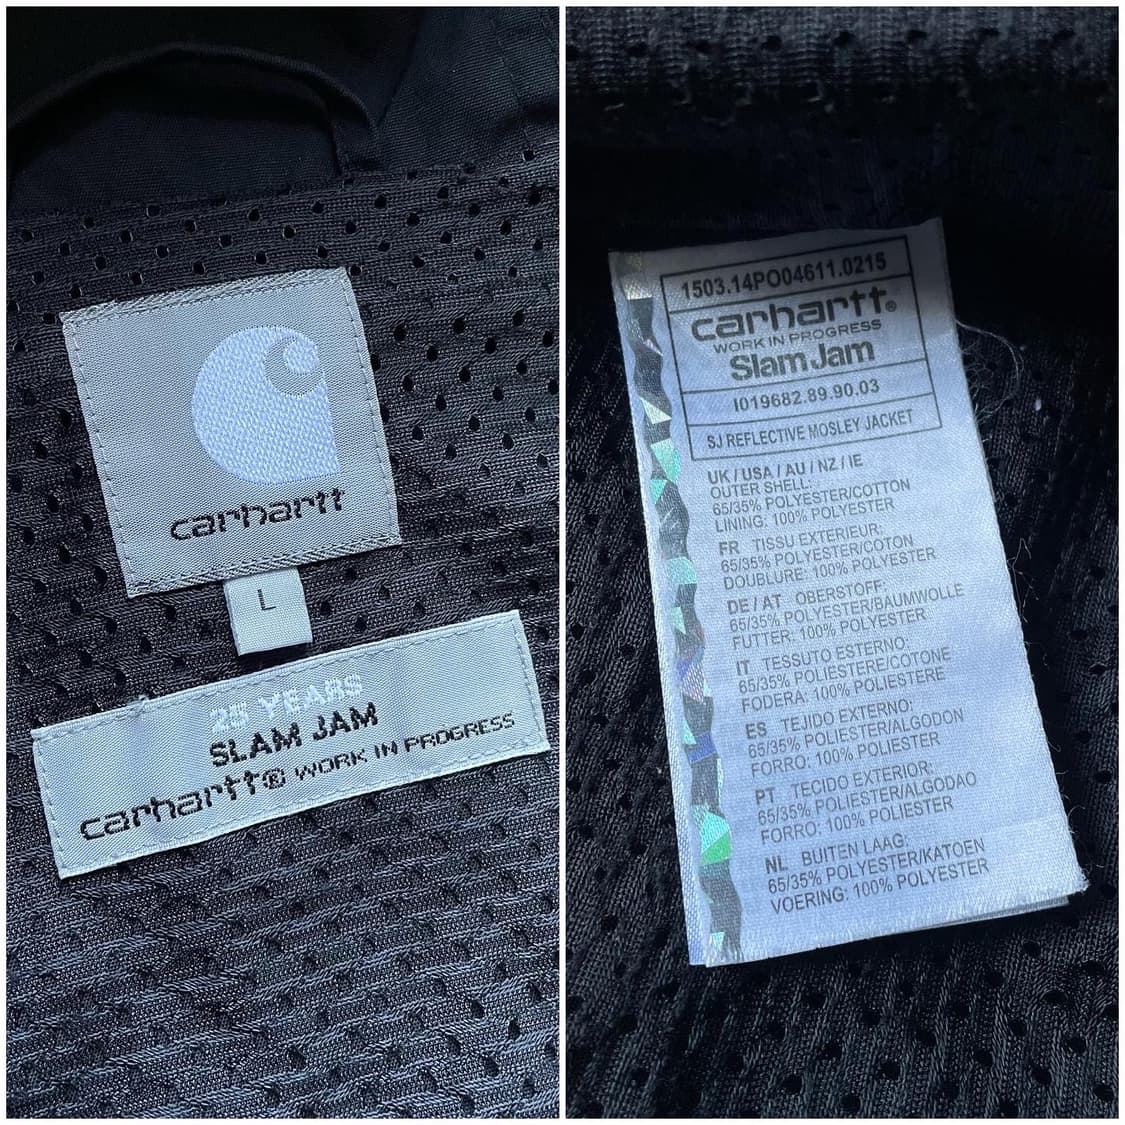 carhartt
L
25 YEARS
SLAM JAM
carhartt® WORK IN PROGRESS
1503.14PO04611.0215
carhartt®
WORK IN PROGRESS
Slam Jam
I019682.89.90.03
SJ REFLECTIVE MOSLEY JACKET
UK / USA / AU / NZ / IE
OUTER SHELL:
65/35% POLYESTER/COTTON
LINING: 100% POLYESTER
FR TISSU EXTERIEUR:
65/35% POLYESTER/COTON
DOUBLURE: 100% POLYESTER
DE / AT OBERSTOFF:
65/35% POLYESTER/BAUMWOLLE
FUTTER: 100% POLYESTER
IT TESSUTO ESTERNO:
65/35% POLIESTERE/COTONE
FODERA: 100% POLIESTERE
ES TEJIDO EXTERNO:
65/35% POLIESTER/ALGODON
FORRO: 100% POLIESTER
PT TECIDO EXTERIOR:
65/35% POLIESTER/ALGODAO
FORRO: 100% POLIESTER
NL BUITEN LAAG:
65/35% POLYESTER/KATOEN
VOERING: 100% POLYESTER